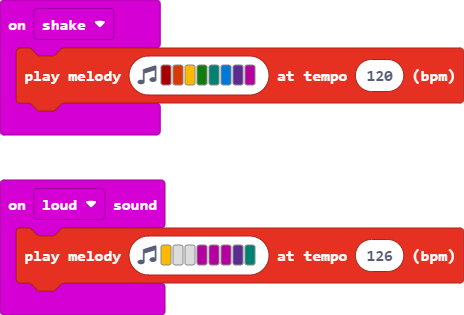 on shake
play melody at tempo 120 (bpm)
on loud sound
play melody at tempo 126 (bpm)